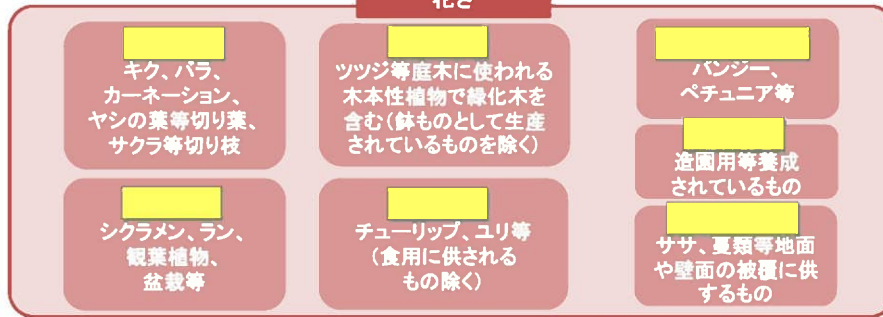 花き
キク、バラ、
カーネーション、
ヤシの葉等切り葉、
サクラ等切り枝
ツツジ等庭木に使われる
木本性植物で緑化木を
含む（鉢ものとして生産
されているものを除く）
パンジー、
ペチュニア等
造園用等養成
されているもの
シクラメン、ラン、
観葉植物、
盆栽等
チューリップ、ユリ等
（食用に供される
もの除く）
ササ、蔓類等地面
や壁面の被覆に供
するもの